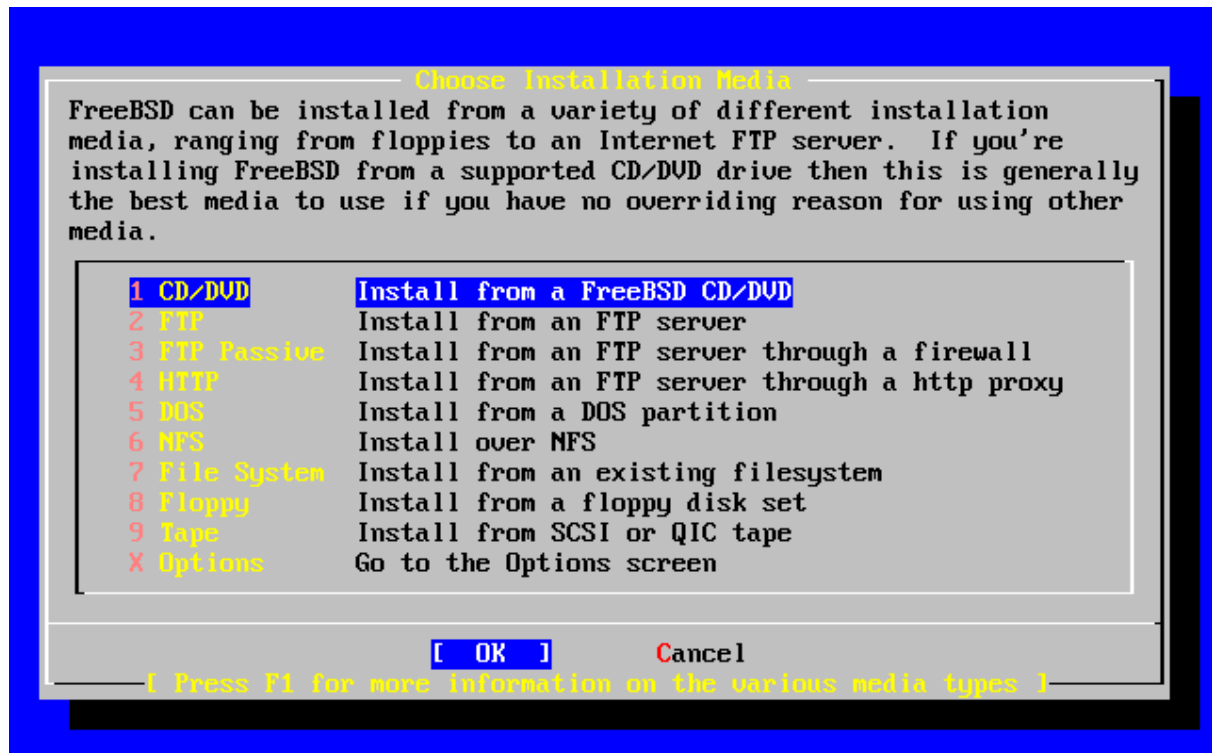 Choose Installation Media
FreeBSD can be installed from a variety of different installation
media, ranging from floppies to an Internet FTP server.  If you're
installing FreeBSD from a supported CD/DVD drive then this is generally
the best media to use if you have no overriding reason for using other
media.
1 CD/DVD Install from a FreeBSD CD/DVD
2 FTP Install from an FTP server
3 FTP Passive Install from an FTP server through a firewall
4 HTTP Install from an FTP server through a http proxy
5 DOS Install from a DOS partition
6 NFS Install over NFS
7 File System Install from an existing filesystem
8 Floppy Install from a floppy disk set
9 Tape Install from SCSI or QIC tape
X Options Go to the Options screen
[ OK ] Cancel
[ Press F1 for more information on the various media types ]